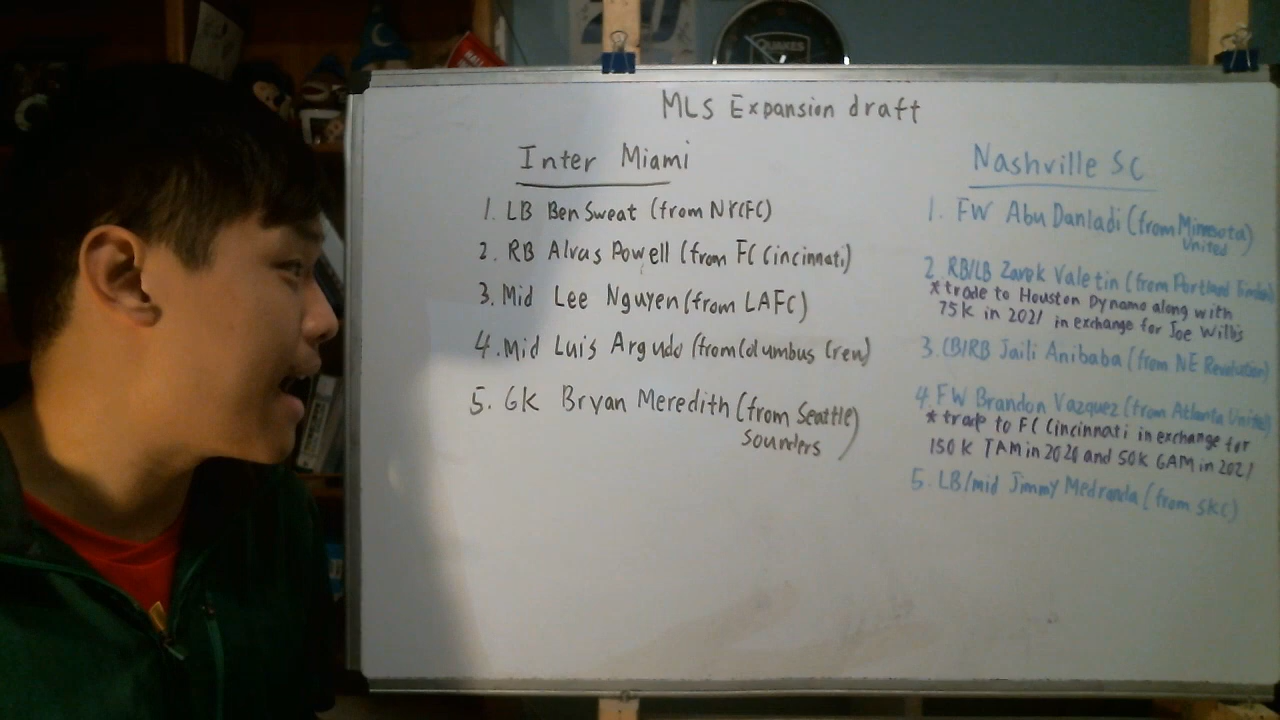 QUAKES
MLS Expansion draft
Inter Miami
1. LB Ben Sweat (from NYCFC)
2. RB Alvas Powell (from FC Cincinnati)
3. Mid Lee Nguyen (from LAFC)
4. Mid Luis Argudo (from Columbus Crew)
5. GK Bryan Meredith (from Seattle)
Sounders
Nashville SC
1. FW Abu Danladi (from Minnesota)
United
2. RB/LB Zarek Valetin (from Portland Timbers)
* trade to Houston Dynamo along with
75K in 2021 in exchange for Joe Willis
3. CB/RB Jaili Anibaba (from NE Revolution)
4. FW Brandon Vazquez (from Atlanta United)
* trade to FC Cincinnati in exchange for
150K TAM in 2020 and 50K GAM in 2021
5. LB/mid Jimmy Medranda (from SKC)